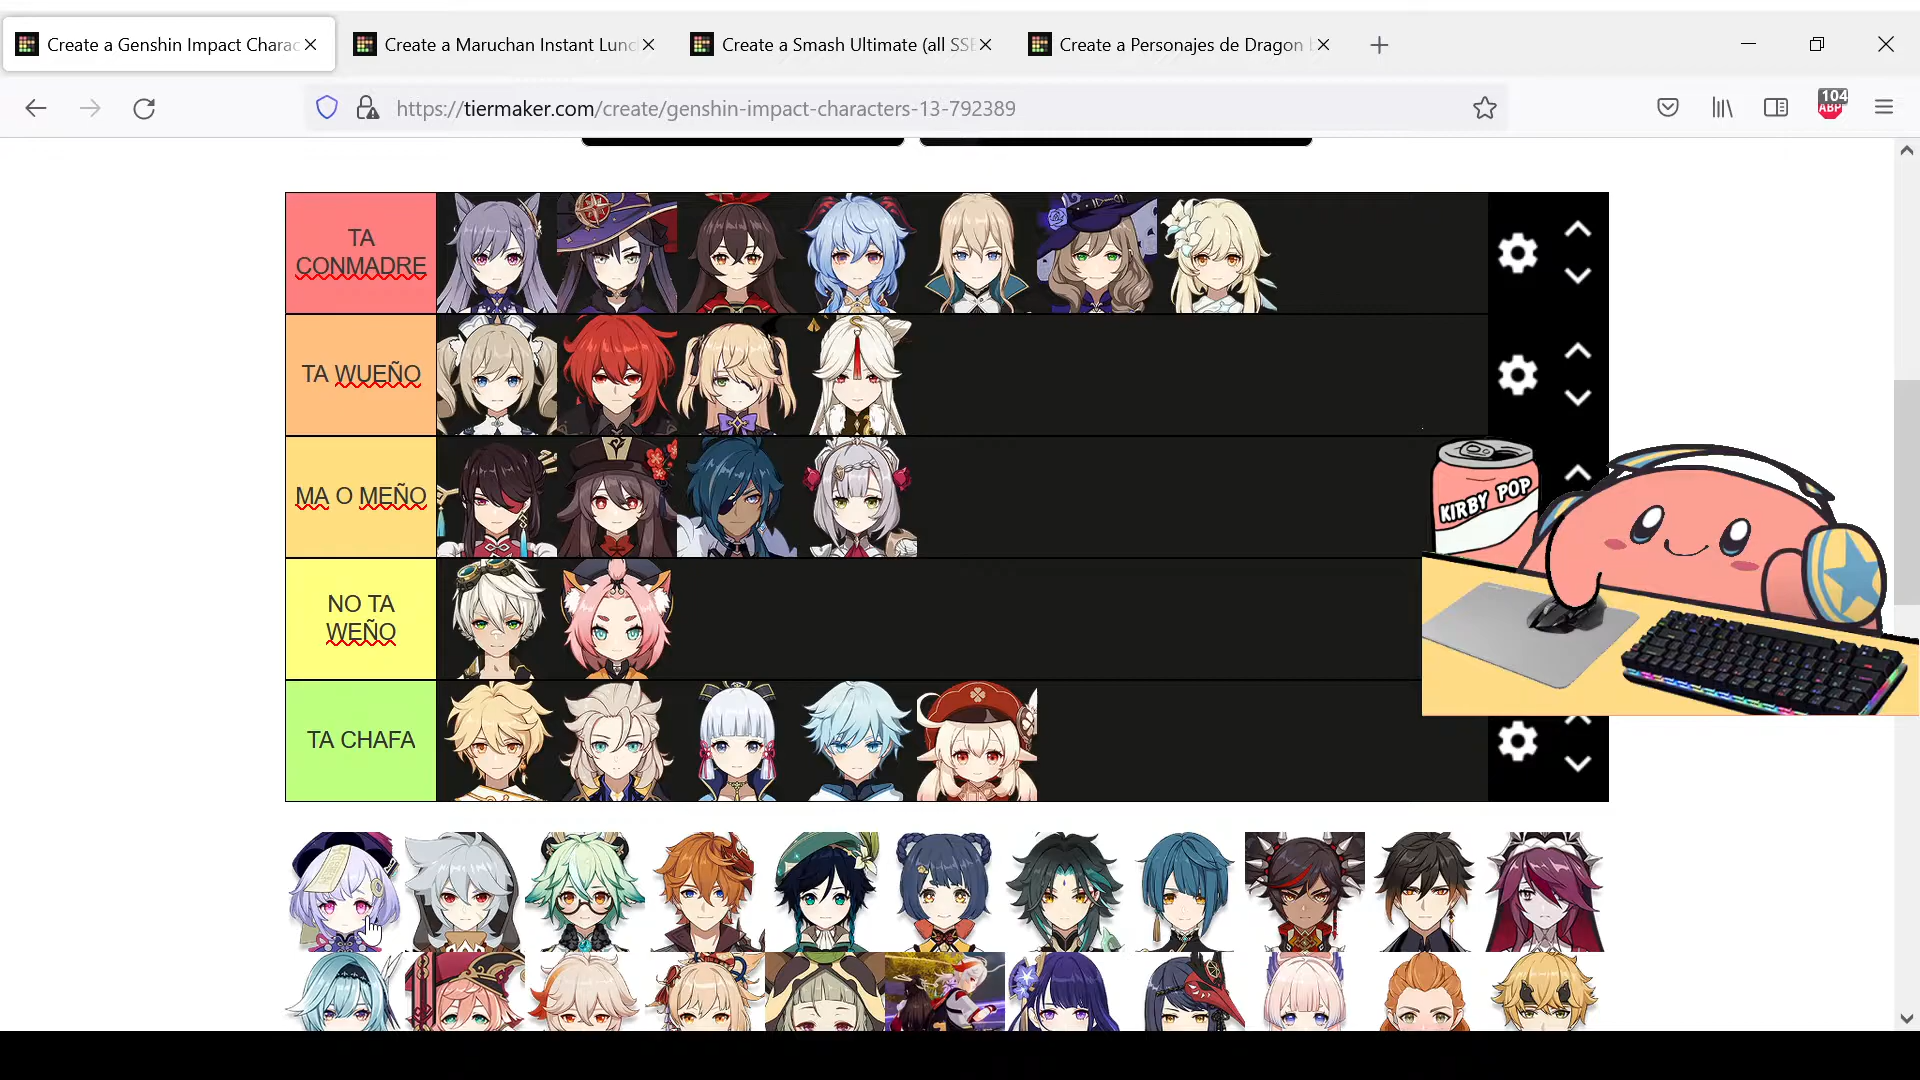 Create a Genshin Impact Charac
Create a Maruchan Instant Lunc
Create a Smash Ultimate (all SSB
Create a Personajes de Dragon b
https://tiermaker.com/create/genshin-impact-characters-13-792389
104
ABP
TA
CONMADRE
TA WUEÑO
MA O MEÑO
NO TA
WEÑO
TA CHAFA
KIRBY POP